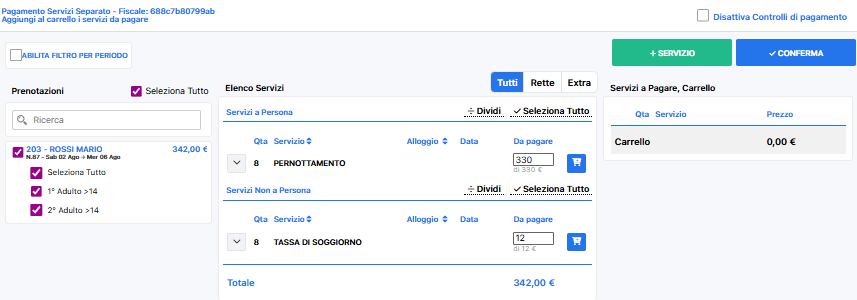 Pagamento Servizi Separato - Fiscale: 688c7b80799ab
Aggiungi al carrello i servizi da pagare
Disattiva Controlli di pagamento
ABILITA FILTRO PER PERIODO
+ SERVIZIO
CONFERMA
Prenotazioni
Seleziona Tutto
Ricerca
203 - ROSSI MARIO 342,00 €
N.87 - Sab 02 Ago → Mer 06 Ago
Seleziona Tutto
1° Adulto >14
2° Adulto >14
Elenco Servizi
Tutti Rette Extra
Servizi a Persona
÷ Dividi ✓ Seleziona Tutto
Qta Servizio Alloggio Data Da pagare
8 PERNOTTAMENTO 330
di 330 €
Servizi Non a Persona
÷ Dividi ✓ Seleziona Tutto
Qta Servizio Alloggio Data Da pagare
8 TASSA DI SOGGIORNO 12
di 12 €
Totale 342,00 €
Servizi a Pagare, Carrello
Qta Servizio Prezzo
Carrello 0,00 €